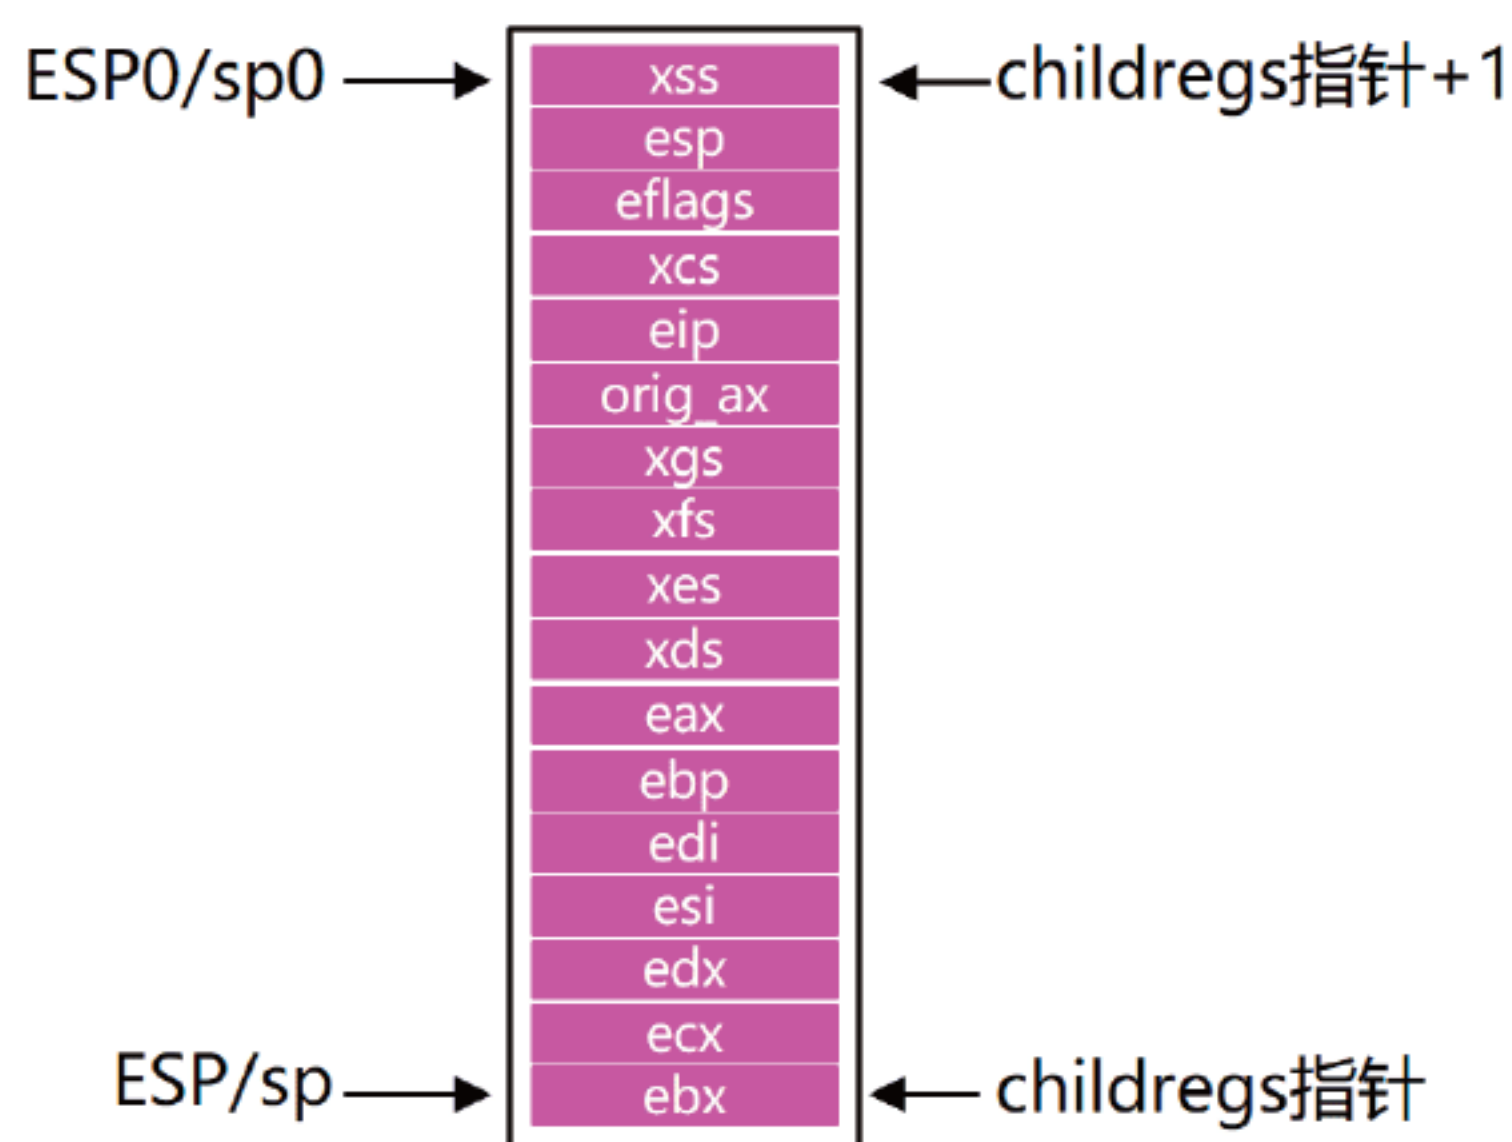 ESP0/sp0
xss
childregs指针+1
esp
eflags
xcs
eip
orig_ax
xgs
xfs
xes
xds
eax
ebp
edi
esi
edx
ecx
ESP/sp
ebx
childregs指针